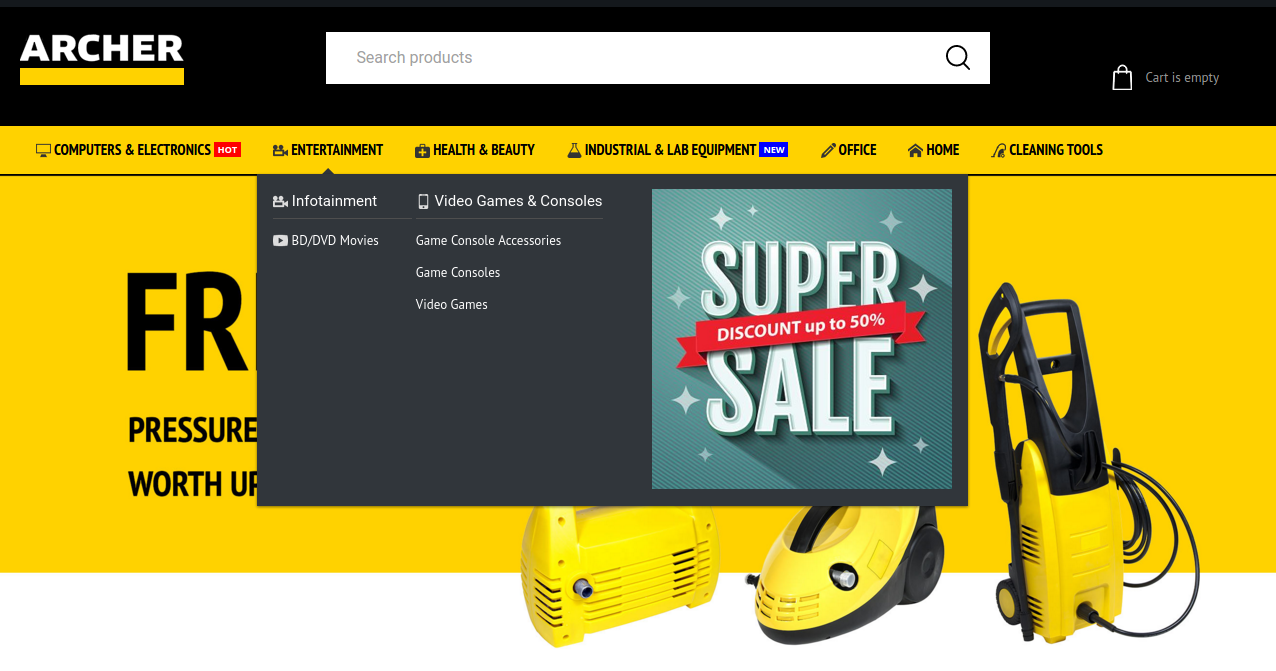 ARCHER
Search products
Cart is empty
COMPUTERS & ELECTRONICS HOT ENTERTAINMENT HEALTH & BEAUTY INDUSTRIAL & LAB EQUIPMENT NEW OFFICE HOME CLEANING TOOLS
Infotainment
BD/DVD Movies
Video Games & Consoles
Game Console Accessories
Game Consoles
Video Games
SUPER
DISCOUNT up to 50%
SALE
FR
PRESSURE
WORTH UP